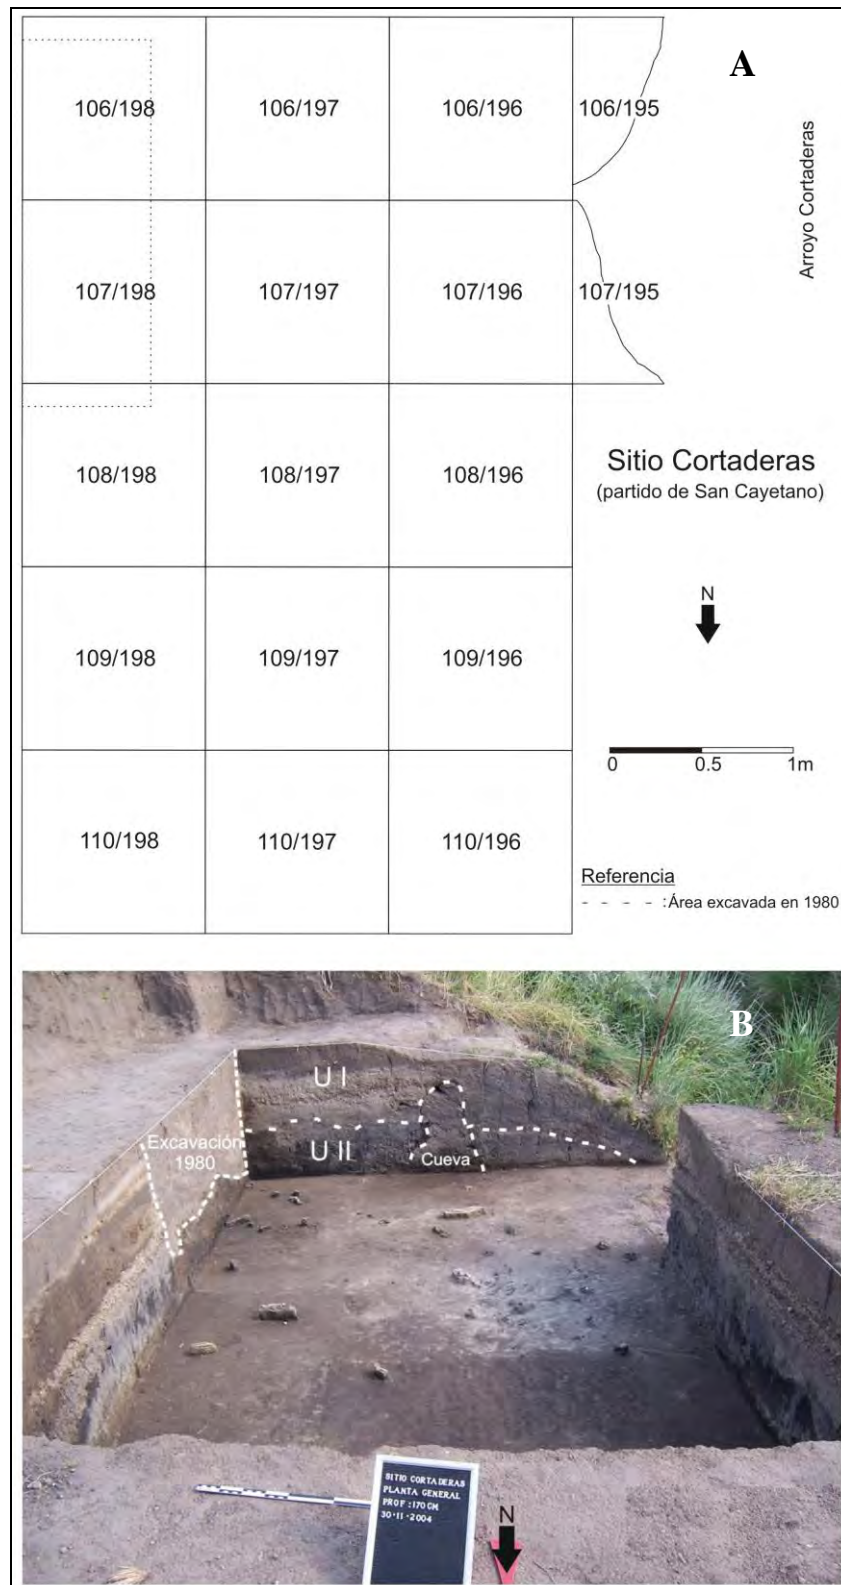 A
106/198 106/197 106/196 106/195
Arroyo Cortaderas
107/198 107/197 107/196 107/195
108/198 108/197 108/196
Sitio Cortaderas
(partido de San Cayetano)
N
109/198 109/197 109/196
0 0.5 1m
110/198 110/197 110/196
Referencia
- - - - :Área excavada en 1980
B
U I
Excavación
1980
U II
Cueva
SITIO CORTADERAS
PLANTA GENERAL
PROF : 170 CM
30-11-2004
N